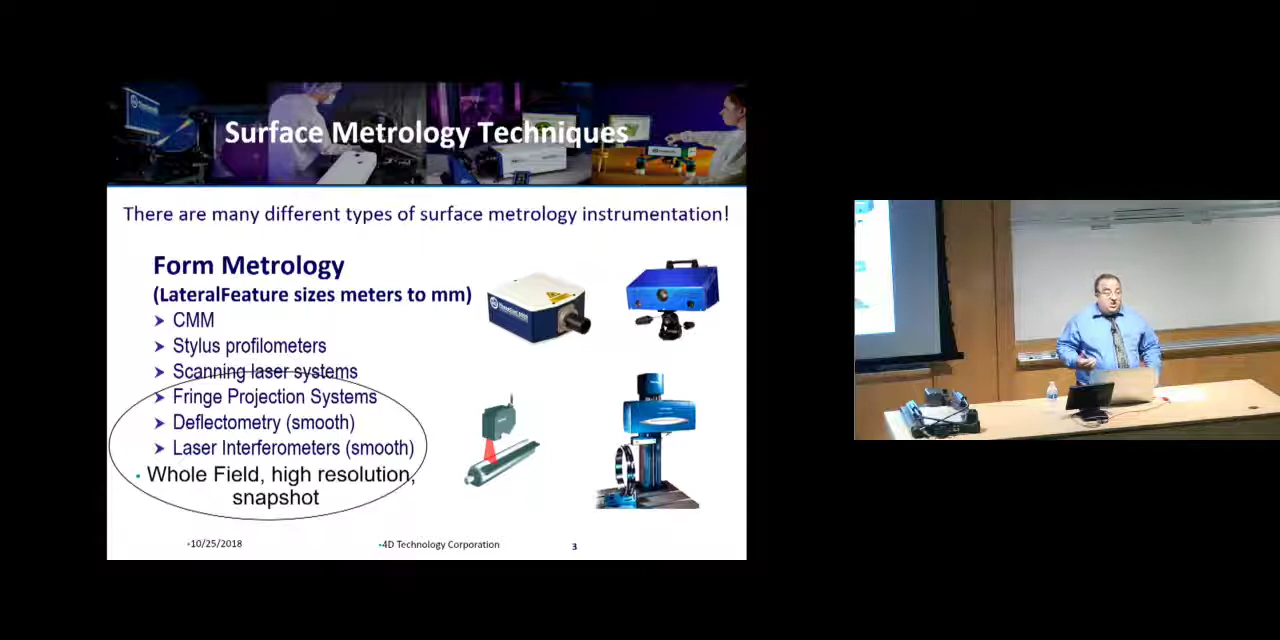 Surface Metrology Techniques
There are many different types of surface metrology instrumentation!
Form Metrology
(LateralFeature sizes meters to mm)
➤ CMM
➤ Stylus profilometers
➤ Scanning laser systems
➤ Fringe Projection Systems
➤ Deflectometry (smooth)
➤ Laser Interferometers (smooth)
▪ Whole Field, high resolution,
snapshot
▪10/25/2018
▪4D Technology Corporation
3